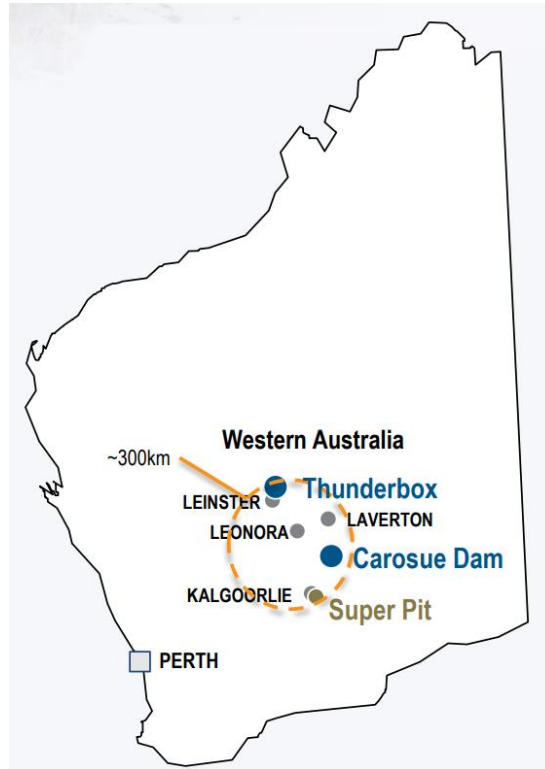 Western Australia
~300km
Thunderbox
LEINSTER
LAVERTON
LEONORA
Carosue Dam
KALGOORLIE
Super Pit
PERTH